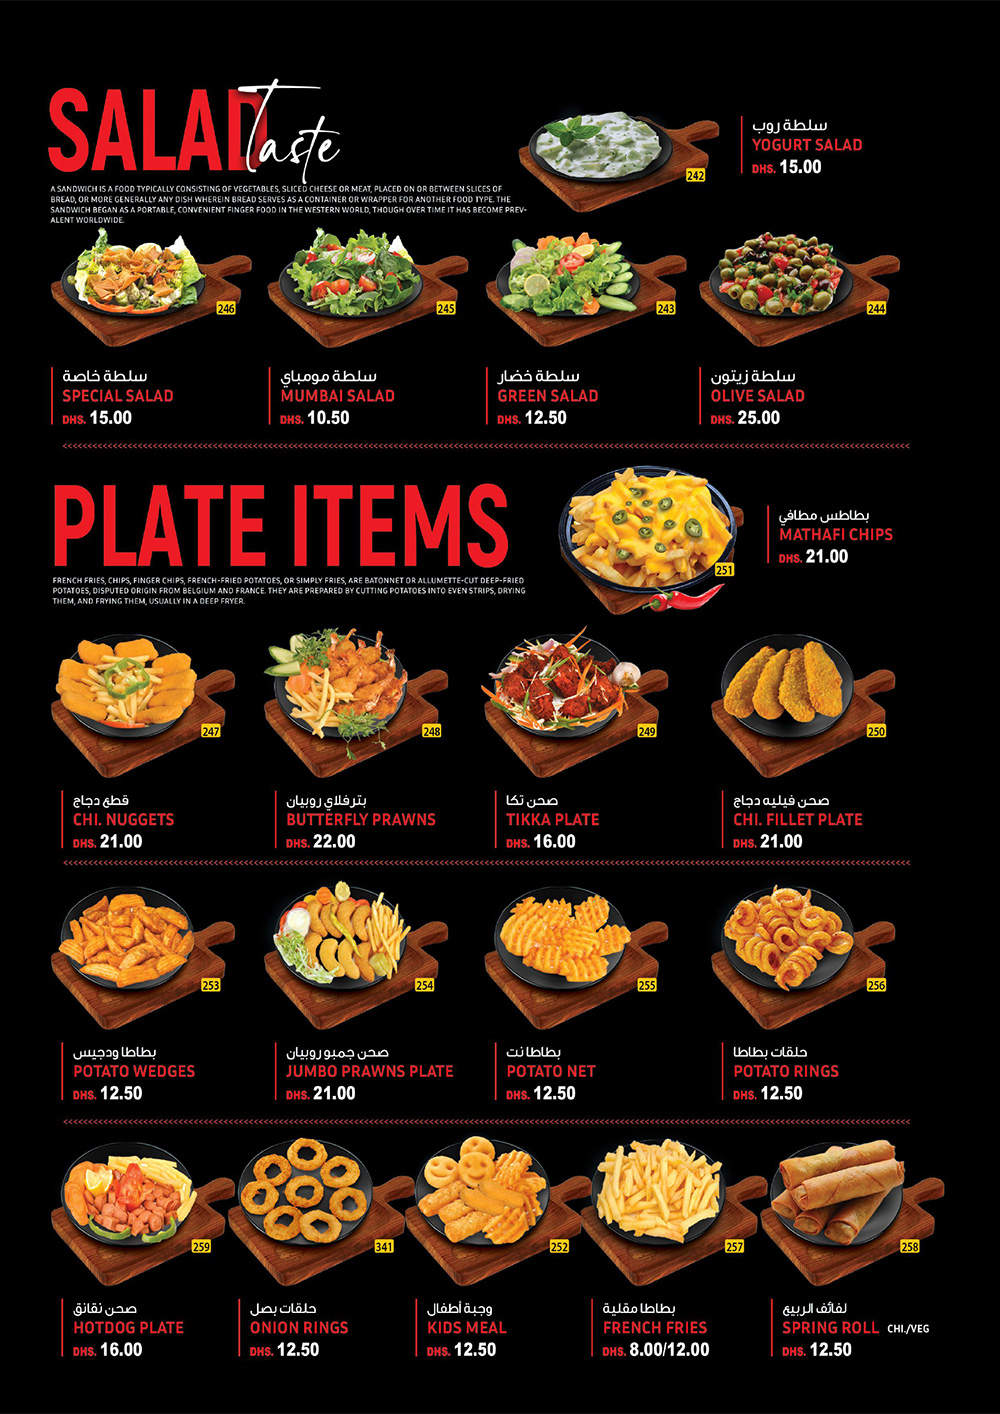 SALAD Taste
A SANDWICH IS A FOOD TYPICALLY CONSISTING OF VEGETABLES, SLICED CHEESE OR MEAT, PLACED ON OR BETWEEN SLICES OF
BREAD, OR MORE GENERALLY ANY DISH WHEREIN BREAD SERVES AS A CONTAINER OR WRAPPER FOR ANOTHER FOOD TYPE. THE
SANDWICH BEGAN AS A PORTABLE, CONVENIENT FINGER FOOD IN THE WESTERN WORLD, THOUGH OVER TIME IT HAS BECOME PREV-
ALENT WORLDWIDE.
242
سلطة روب
YOGURT SALAD
DHS. 15.00
246
سلطة خاصة
SPECIAL SALAD
DHS. 15.00
245
سلطة مومباي
MUMBAI SALAD
DHS. 10.50
243
سلطة خضار
GREEN SALAD
DHS. 12.50
244
سلطة زيتون
OLIVE SALAD
DHS. 25.00
PLATE ITEMS
FRENCH FRIES, CHIPS, FINGER CHIPS, FRENCH-FRIED POTATOES, OR SIMPLY FRIES, ARE BATONNET OR ALLUMETTE-CUT DEEP-FRIED
POTATOES, DISPUTED ORIGIN FROM BELGIUM AND FRANCE. THEY ARE PREPARED BY CUTTING POTATOES INTO EVEN STRIPS, DRYING
THEM, AND FRYING THEM, USUALLY IN A DEEP FRYER.
251
بطاطس مطافي
MATHAFI CHIPS
DHS. 21.00
247
قطع دجاج
CHI. NUGGETS
DHS. 21.00
248
بترفلاي روبيان
BUTTERFLY PRAWNS
DHS. 22.00
249
صحن تكا
TIKKA PLATE
DHS. 16.00
250
صحن فيليه دجاج
CHI. FILLET PLATE
DHS. 21.00
253
بطاطا ودجيس
POTATO WEDGES
DHS. 12.50
254
صحن جمبو روبيان
JUMBO PRAWNS PLATE
DHS. 21.00
255
بطاطا نت
POTATO NET
DHS. 12.50
256
حلقات بطاطا
POTATO RINGS
DHS. 12.50
259
صحن نقانق
HOTDOG PLATE
DHS. 16.00
341
حلقات بصل
ONION RINGS
DHS. 12.50
252
وجبة أطفال
KIDS MEAL
DHS. 12.50
257
بطاطا مقلية
FRENCH FRIES
DHS. 8.00/12.00
258
لفائف الربيع
SPRING ROLL CHI./VEG
DHS. 12.50